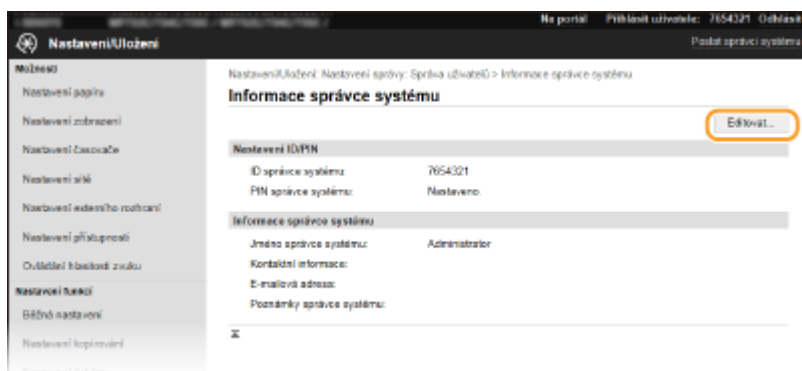 Na portál Přihlásit uživatele: 7654321 Odhlásit
Nastavení/Uložení
Poslat správci systému
Možnosti
Nastavení papíru
Nastavení zobrazení
Nastavení časovače
Nastavení sítě
Nastavení externího rozhraní
Nastavení přístupnosti
Ovládání hlasitosti zvuku
Nastavení funkcí
Běžná nastavení
Nastavení kopírování
Nastavení/Uložení: Nastavení správy: Správa uživatelů > Informace správce systému
Informace správce systému
Editovat...
Nastavení ID/PIN
ID správce systému: 7654321
PIN správce systému: Nastaveno.
Informace správce systému
Jméno správce systému: Administrator
Kontaktní informace:
E-mailová adresa:
Poznámky správce systému: